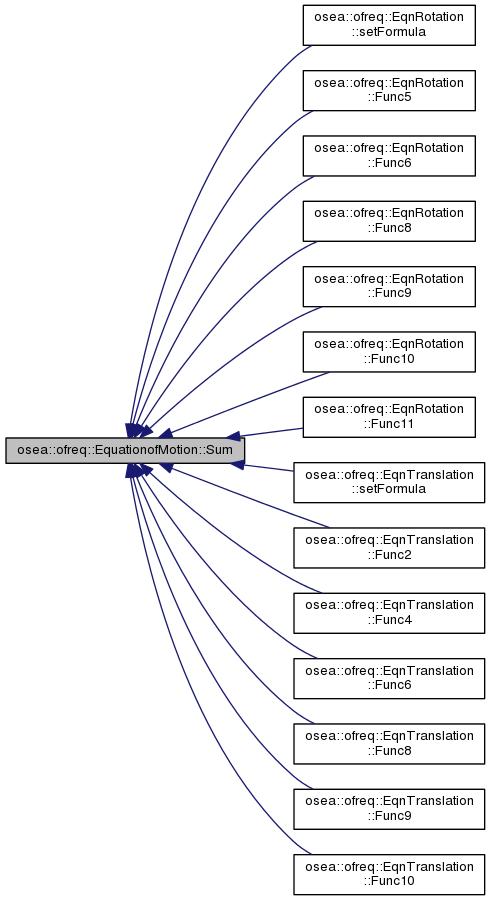 osea::ofreq::EqnRotation
::setFormula
osea::ofreq::EqnRotation
::Func5
osea::ofreq::EqnRotation
::Func6
osea::ofreq::EqnRotation
::Func8
osea::ofreq::EqnRotation
::Func9
osea::ofreq::EqnRotation
::Func10
osea::ofreq::EqnRotation
::Func11
osea::ofreq::EquationofMotion::Sum
osea::ofreq::EqnTranslation
::setFormula
osea::ofreq::EqnTranslation
::Func2
osea::ofreq::EqnTranslation
::Func4
osea::ofreq::EqnTranslation
::Func6
osea::ofreq::EqnTranslation
::Func8
osea::ofreq::EqnTranslation
::Func9
osea::ofreq::EqnTranslation
::Func10